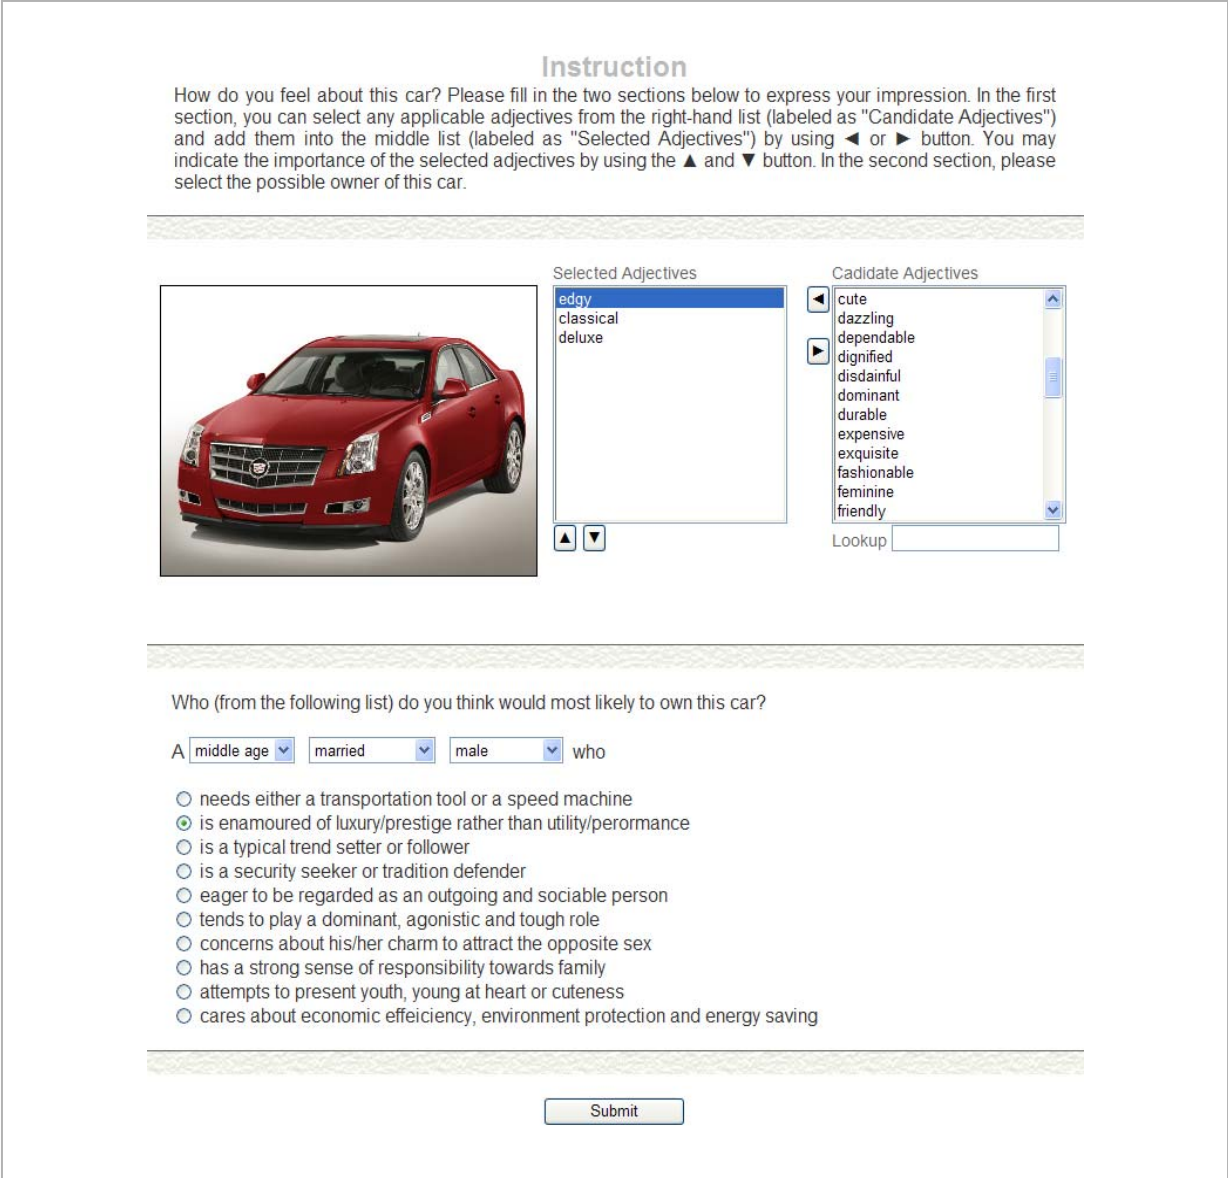 Instruction
How do you feel about this car? Please fill in the two sections below to express your impression. In the first
section, you can select any applicable adjectives from the right-hand list (labeled as "Candidate Adjectives")
and add them into the middle list (labeled as "Selected Adjectives") by using ◄ or ► button. You may
indicate the importance of the selected adjectives by using the ▲ and ▼ button. In the second section, please
select the possible owner of this car.
Selected Adjectives
edgy
classical
deluxe
Cadidate Adjectives
cute
dazzling
dependable
dignified
disdainful
dominant
durable
expensive
exquisite
fashionable
feminine
friendly
Lookup
Who (from the following list) do you think would most likely to own this car?
A middle age married male who
needs either a transportation tool or a speed machine
is enamoured of luxury/prestige rather than utility/perormance
is a typical trend setter or follower
is a security seeker or tradition defender
eager to be regarded as an outgoing and sociable person
tends to play a dominant, agonistic and tough role
concerns about his/her charm to attract the opposite sex
has a strong sense of responsibility towards family
attempts to present youth, young at heart or cuteness
cares about economic effeiciency, environment protection and energy saving
Submit